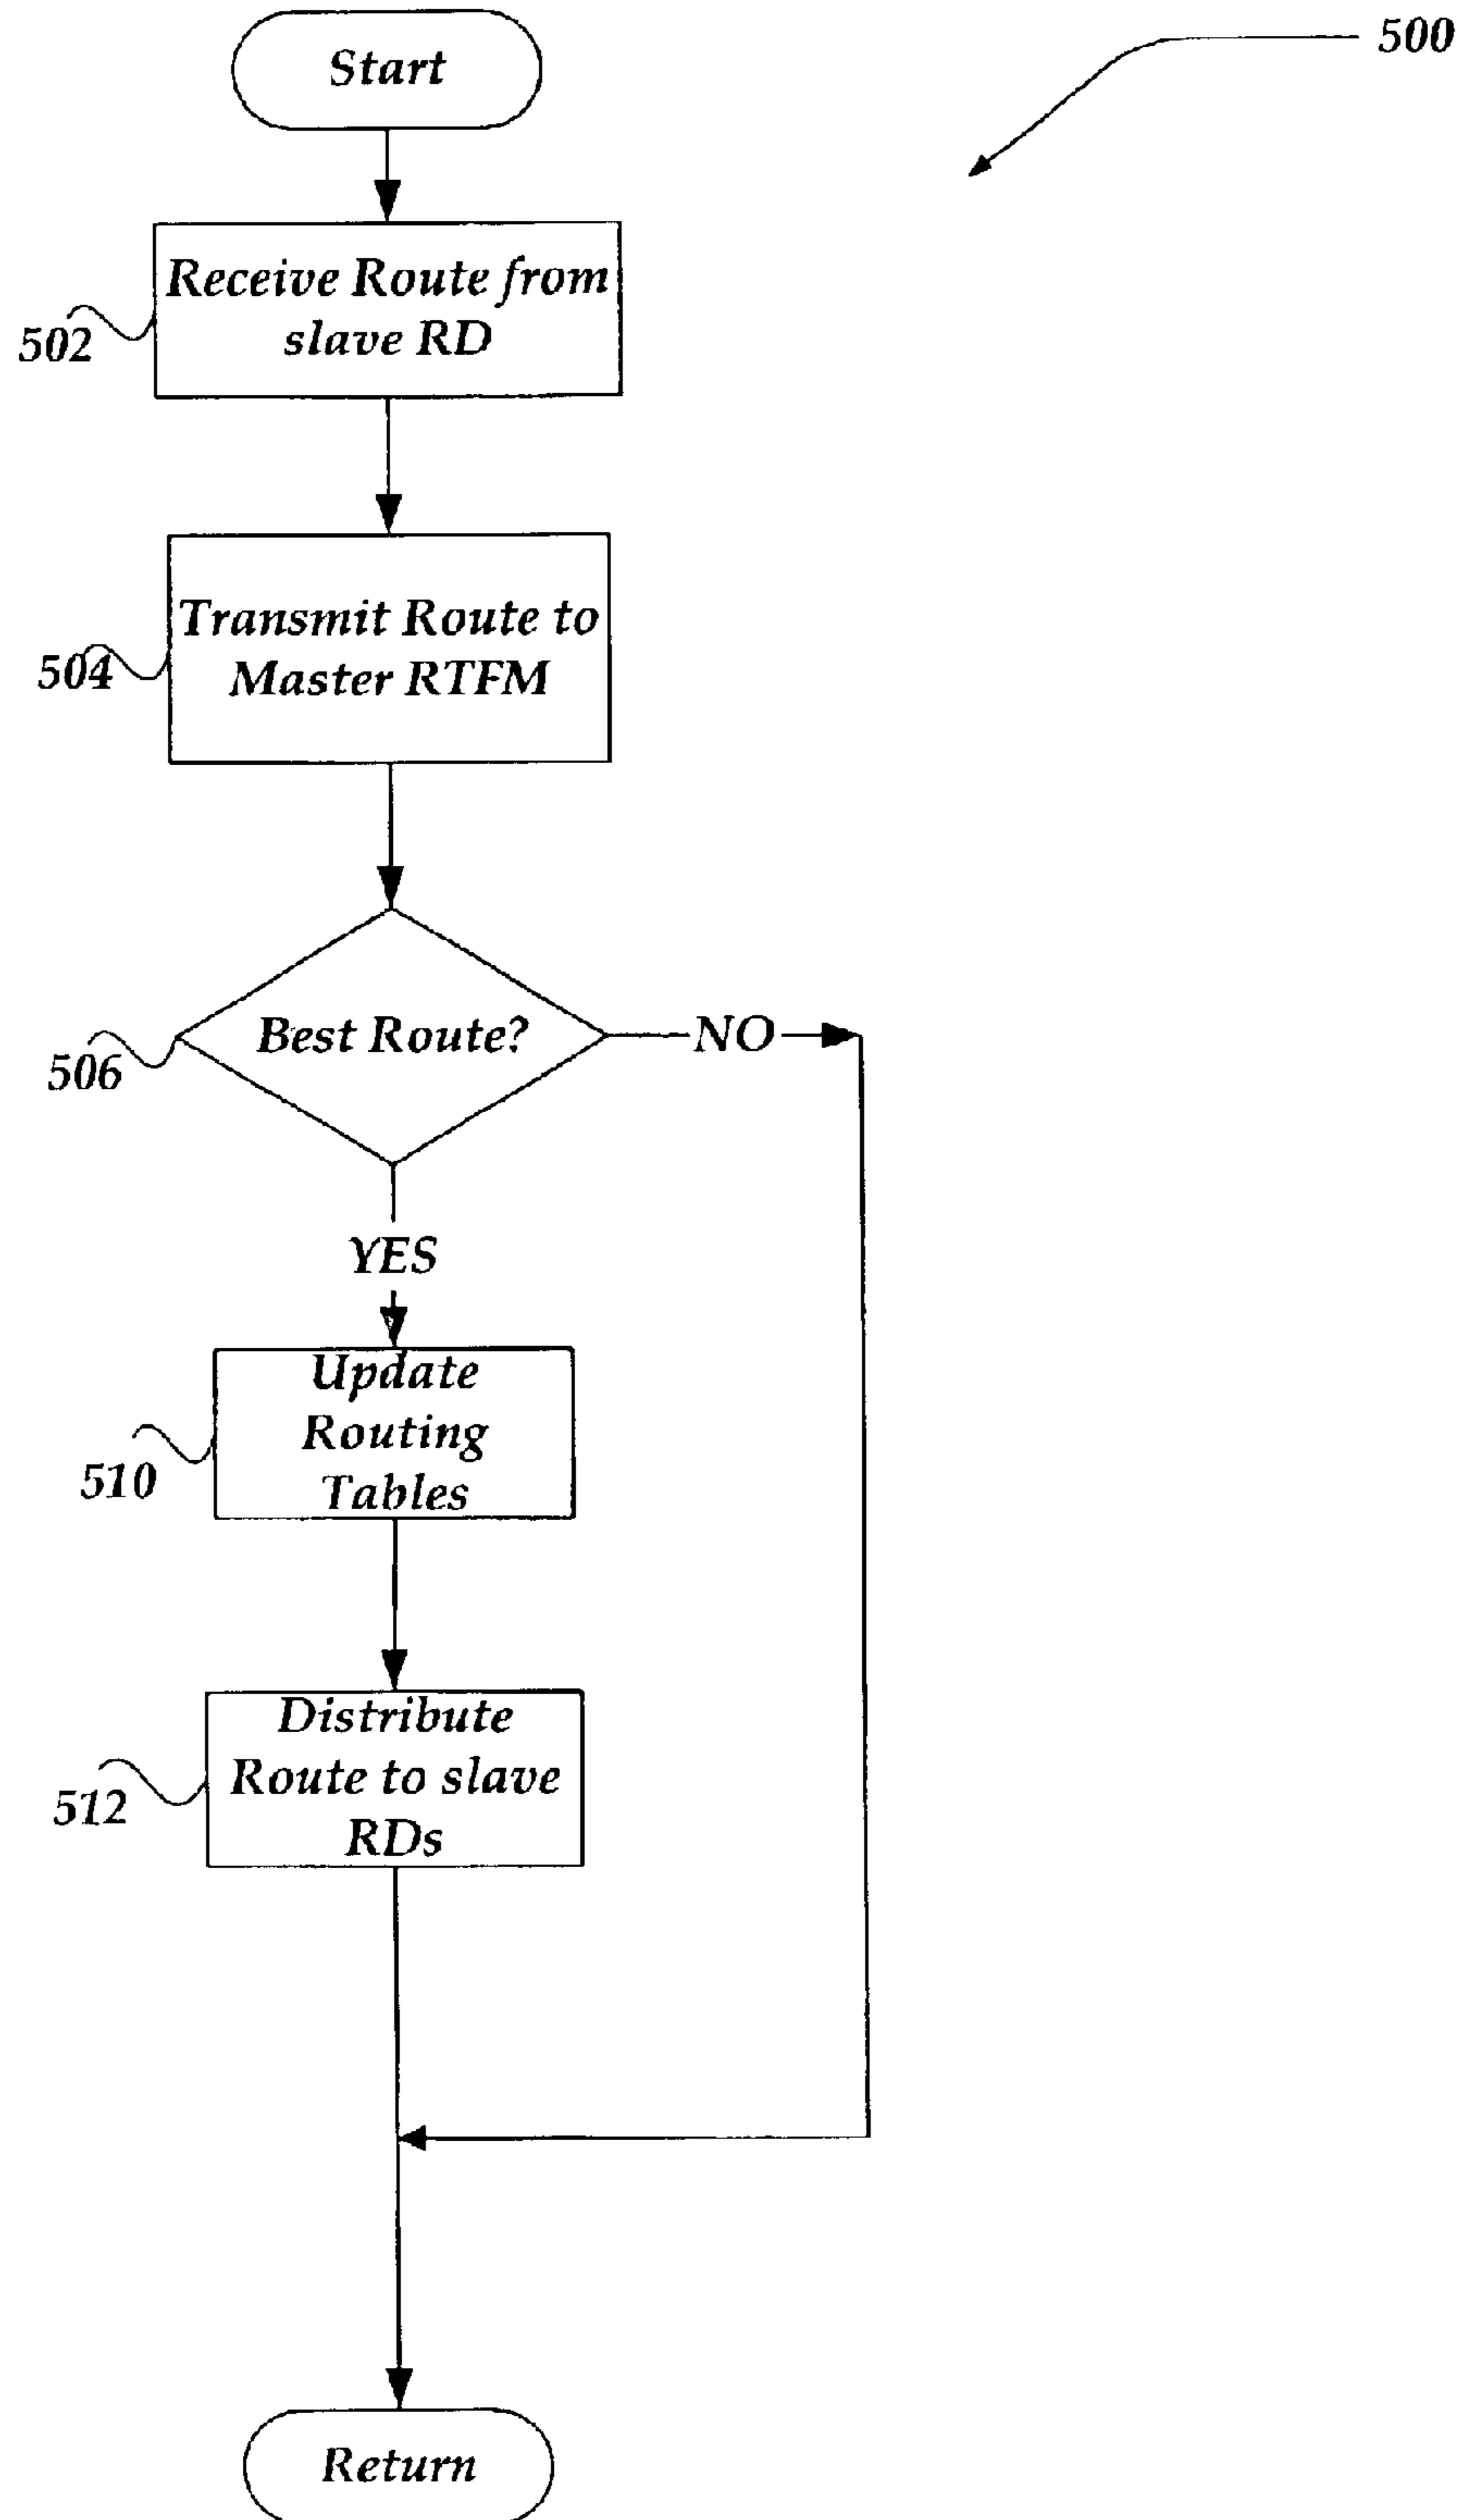 Start
500
Receive Route from
slave RD
502
Transmit Route to
Master RTFM
504
Best Route?
NO
506
YES
Update
Routing
Tables
510
Distribute
Route to slave
RDs
512
Return